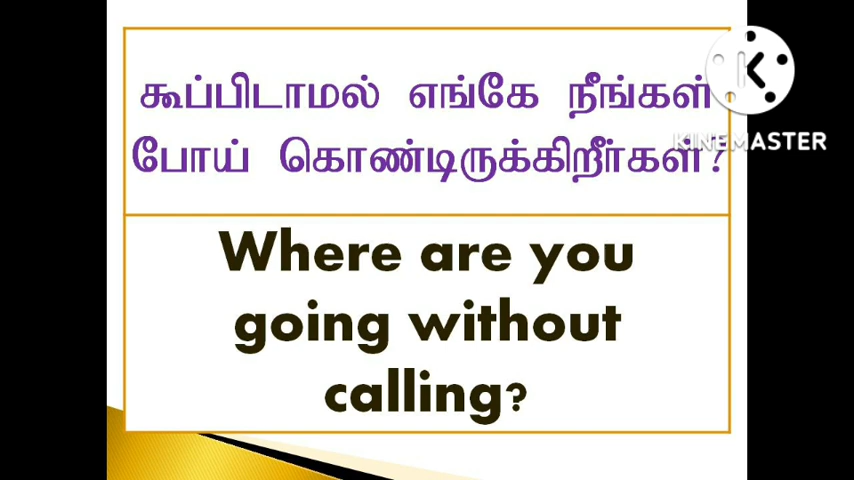 கூப்பிடாமல் எங்கே நீங்கள்
போய் கொண்டிருக்கிறீர்கள்?
Where are you
going without
calling?
K
KINEMASTER